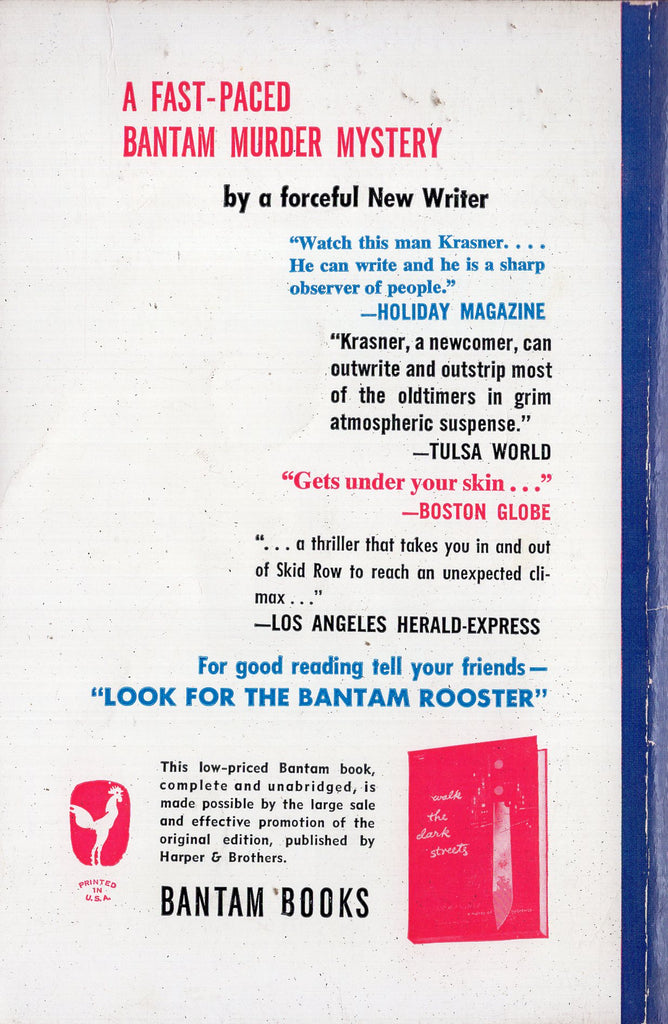 A FAST-PACED
BANTAM MURDER MYSTERY
by a forceful New Writer
“Watch this man Krasner. . . .
He can write and he is a sharp
observer of people.”
—HOLIDAY MAGAZINE
“Krasner, a newcomer, can
outwrite and outstrip most
of the oldtimers in grim
atmospheric suspense.”
—TULSA WORLD
“Gets under your skin . . .”
—BOSTON GLOBE
“. . . a thriller that takes you in and out
of Skid Row to reach an unexpected cli-
max . . .”
—LOS ANGELES HERALD-EXPRESS
For good reading tell your friends—
“LOOK FOR THE BANTAM ROOSTER”
This low-priced Bantam book,
complete and unabridged, is
made possible by the large sale
and effective promotion of the
original edition, published by
Harper & Brothers.
PRINTED
IN
U.S.A.
BANTAM BOOKS
walk
the
dark
streets